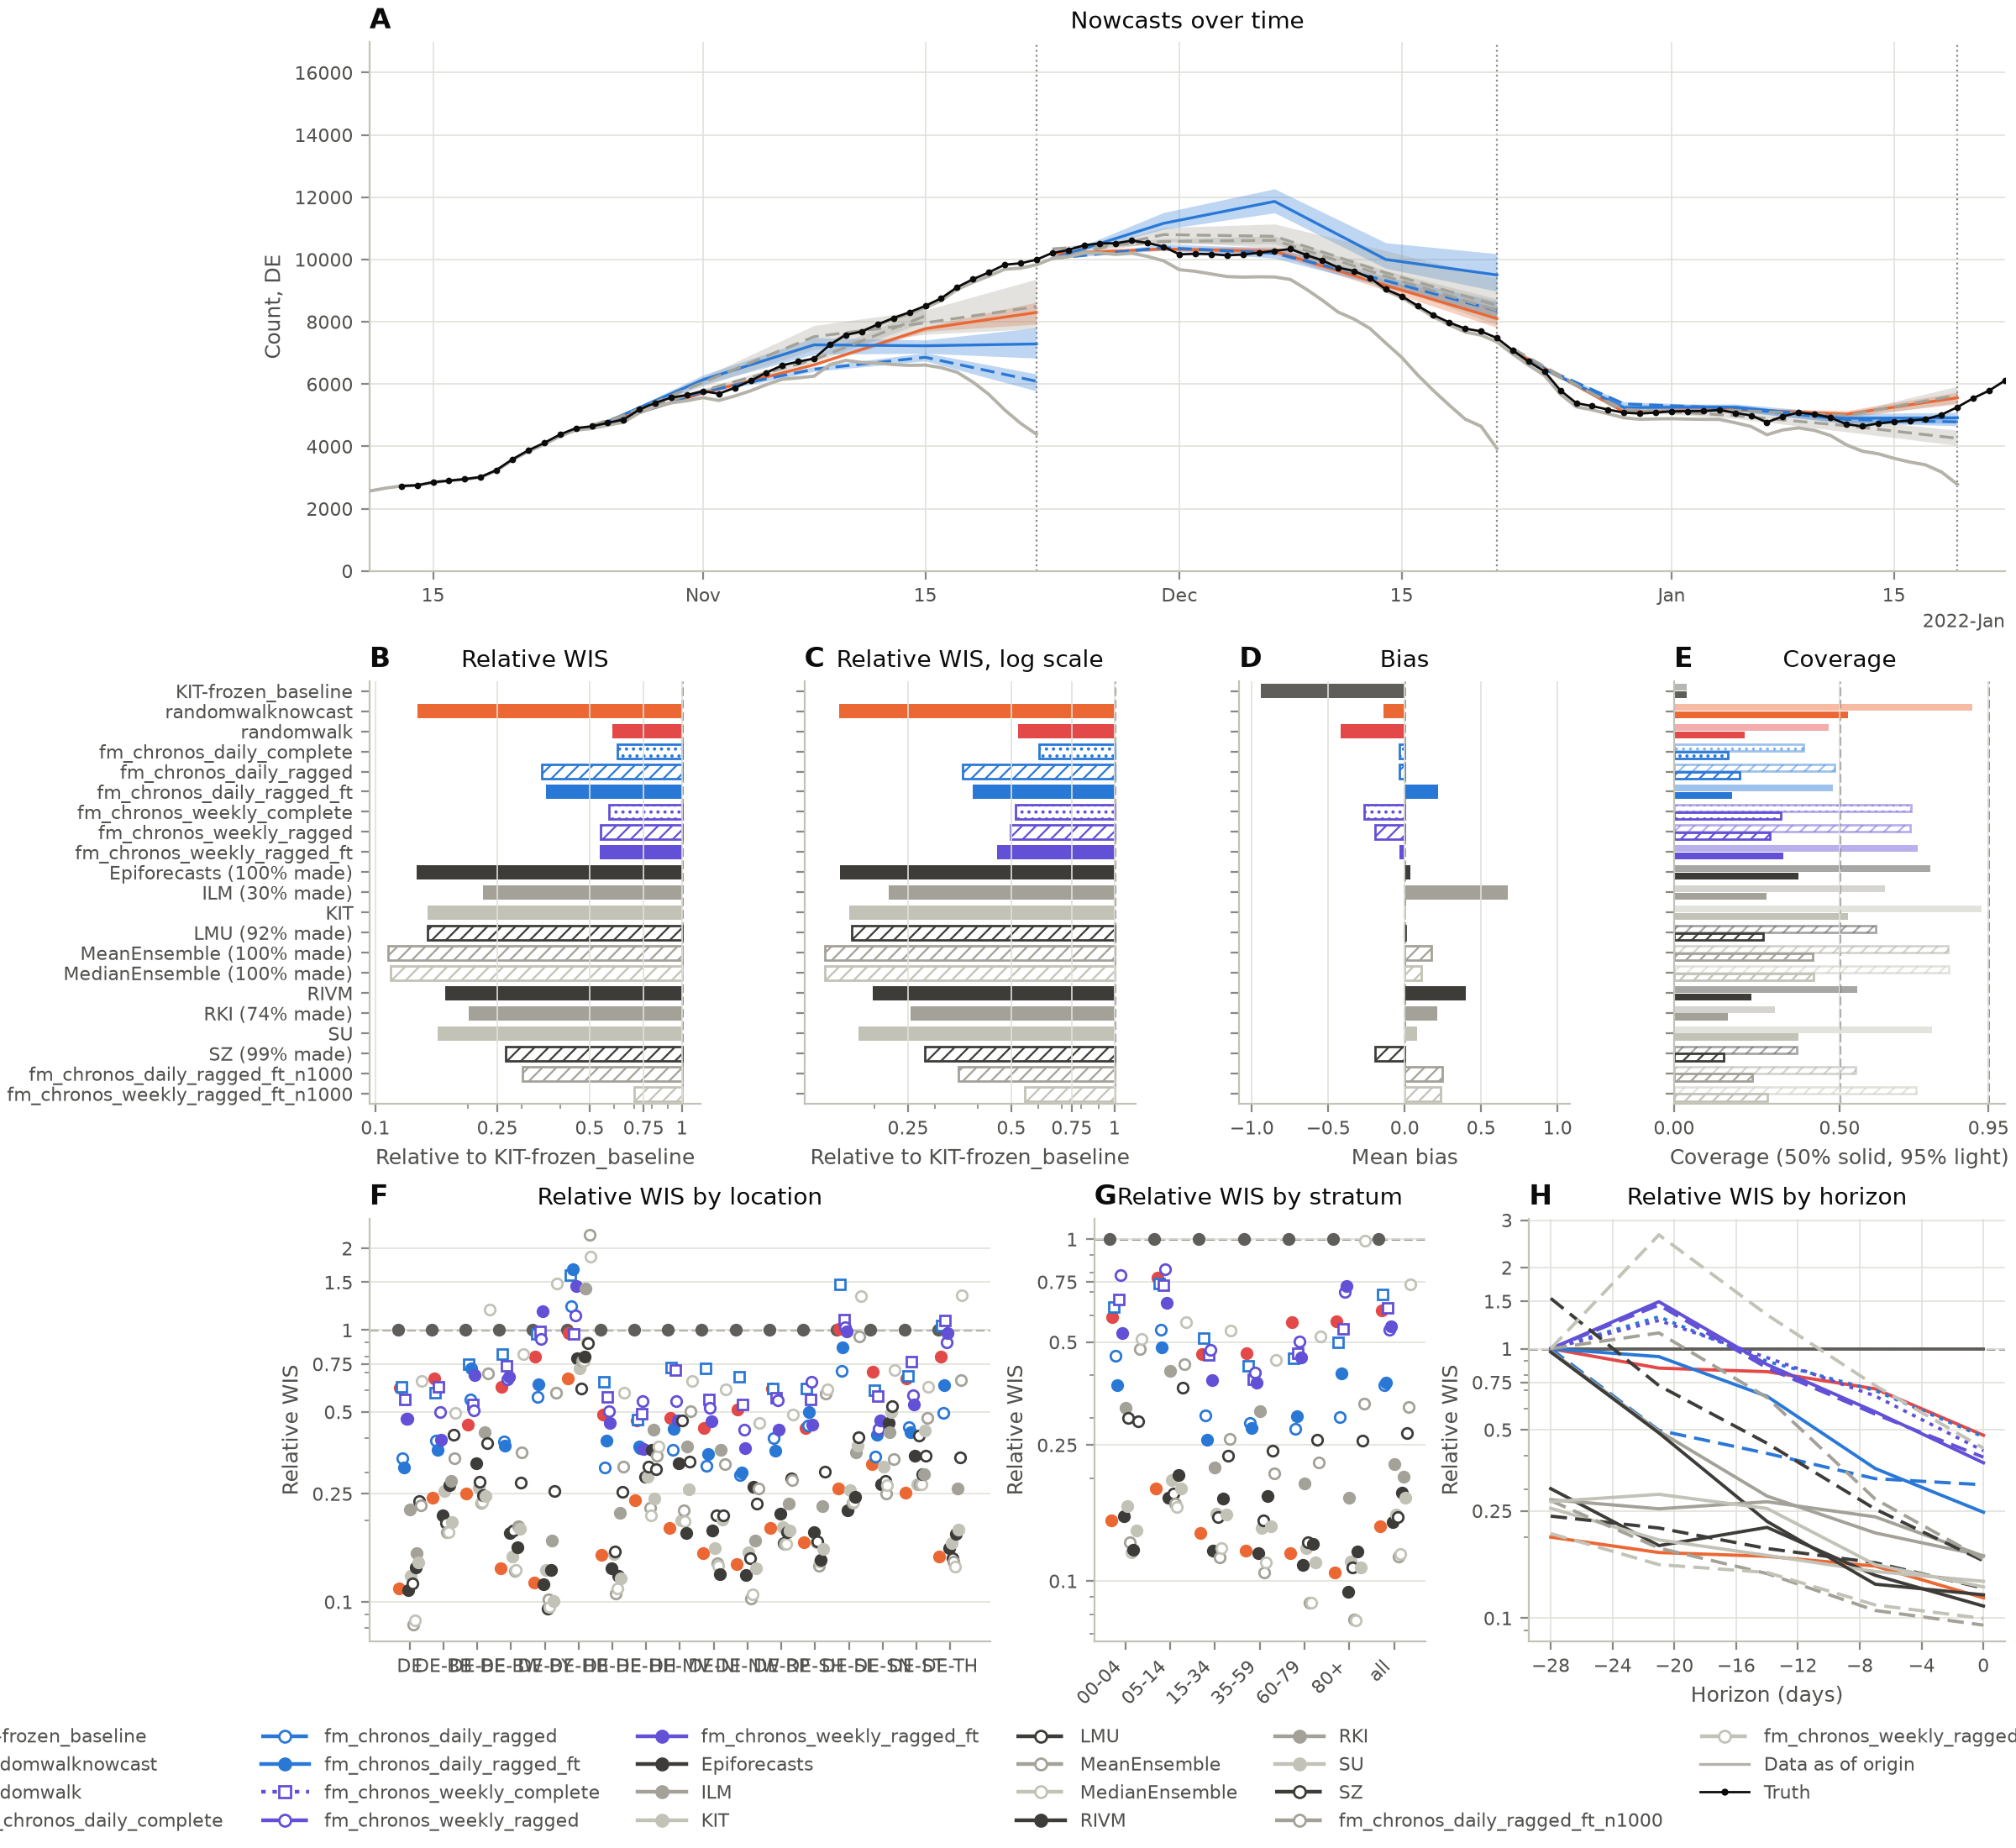 A Nowcasts over time
16000
14000
12000
10000
8000
6000
4000
2000
0
Count, DE
15 Nov 15 Dec 15 Jan 15
2022-Jan
B Relative WIS
C Relative WIS, log scale
D Bias
E Coverage
KIT-frozen_baseline
randomwalknowcast
randomwalk
fm_chronos_daily_complete
fm_chronos_daily_ragged
fm_chronos_daily_ragged_ft
fm_chronos_weekly_complete
fm_chronos_weekly_ragged
fm_chronos_weekly_ragged_ft
Epiforecasts (100% made)
ILM (30% made)
KIT
LMU (92% made)
MeanEnsemble (100% made)
MedianEnsemble (100% made)
RIVM
RKI (74% made)
SU
SZ (99% made)
fm_chronos_daily_ragged_ft_n1000
fm_chronos_weekly_ragged_ft_n1000
0.1 0.25 0.5 0.75 1
Relative to KIT-frozen_baseline
0.25 0.5 0.75 1
Relative to KIT-frozen_baseline
−1.0 −0.5 0.0 0.5 1.0
Mean bias
0.00 0.50 0.95
Coverage (50% solid, 95% light)
F Relative WIS by location
2
1.5
1
0.75
0.5
0.25
0.1
Relative WIS
DE
DE-TH
G Relative WIS by stratum
1
0.75
0.5
0.25
0.1
Relative WIS
00-04 05-14 15-34 35-59 60-79 80+ all
H Relative WIS by horizon
3
2
1.5
1
0.75
0.5
0.25
0.1
Relative WIS
−28 −24 −20 −16 −12 −8 −4 0
Horizon (days)
-frozen_baseline
domwalknowcast
domwalk
_chronos_daily_complete
fm_chronos_daily_ragged
fm_chronos_daily_ragged_ft
fm_chronos_weekly_complete
fm_chronos_weekly_ragged
fm_chronos_weekly_ragged_ft
Epiforecasts
ILM
KIT
LMU
MeanEnsemble
MedianEnsemble
RIVM
RKI
SU
SZ
fm_chronos_daily_ragged_ft_n1000
fm_chronos_weekly_ragged
Data as of origin
Truth